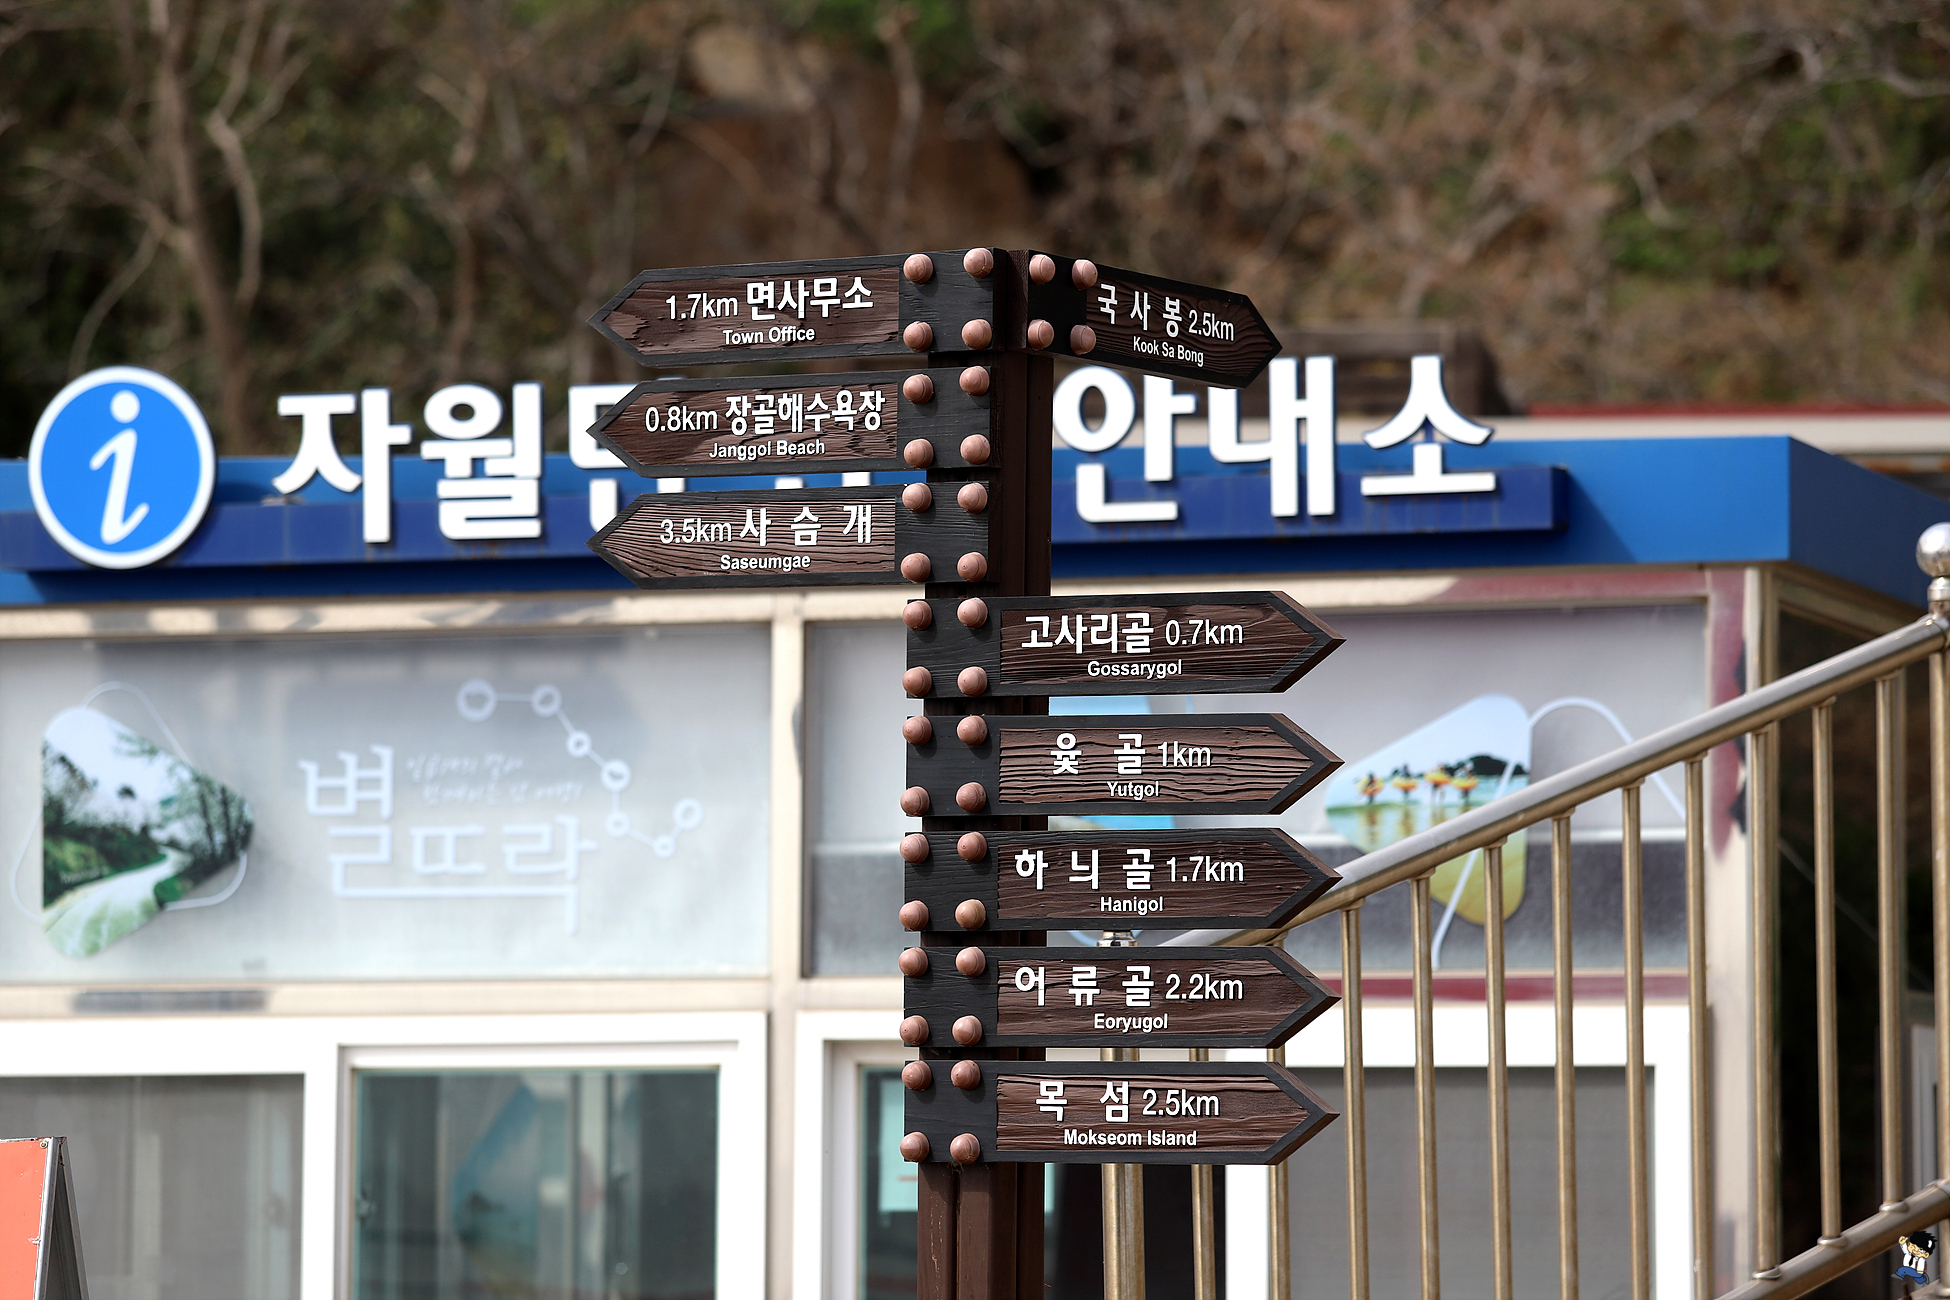 1.7km 면사무소
Town Office
국사봉 2.5km
Kook Sa Bong
0.8km 장골해수욕장
Janggol Beach
3.5km 사 슴 개
Saseumgae
i 자월 안내소
고사리골 0.7km
Gossarygol
윷 골 1km
Yutgol
하 늬 골 1.7km
Hanigol
어 류 골 2.2km
Eoryugol
목 섬 2.5km
Mokseom Island
별
뜨락